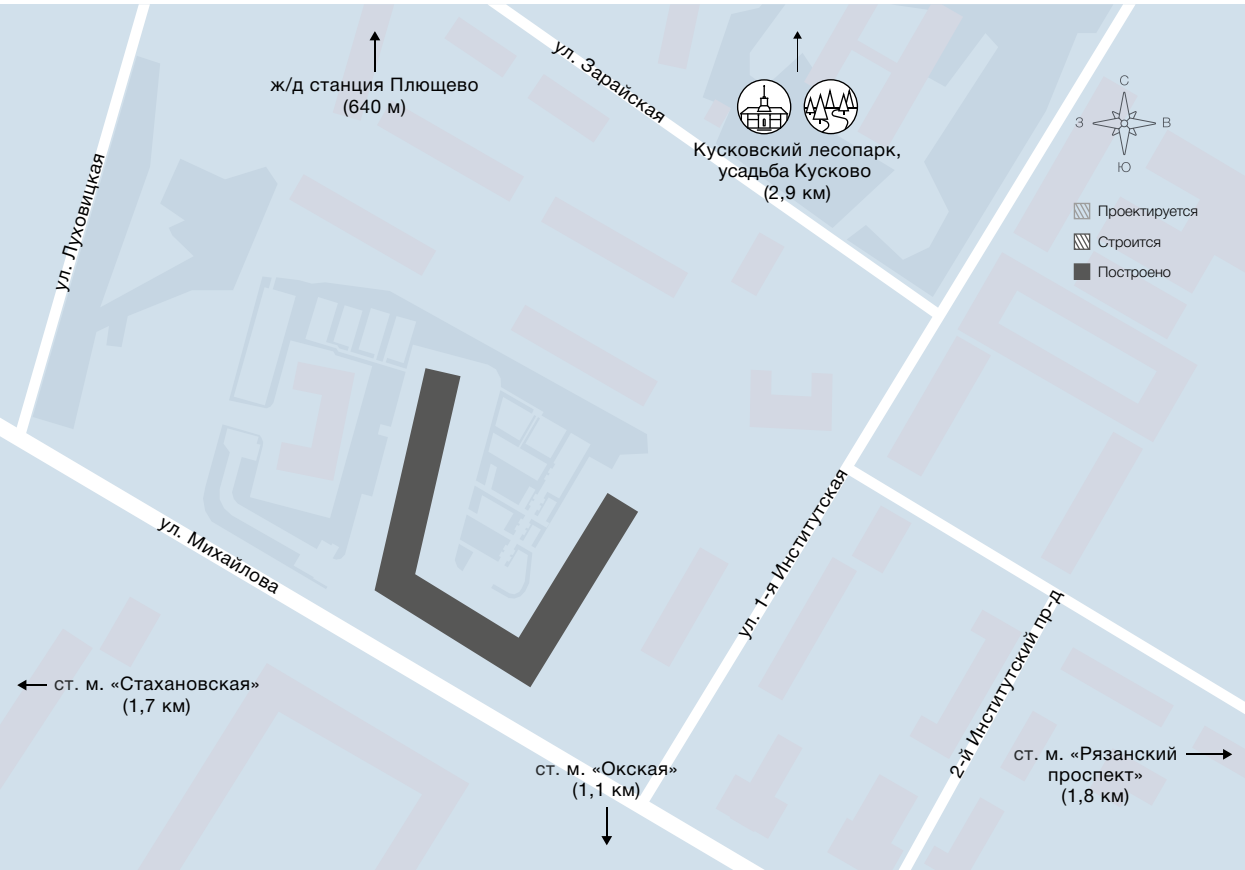 ж/д станция Плющево
(640 м)
ул. Зарайская
Кусковский лесопарк,
усадьба Кусково
(2,9 км)
С
З
В
Ю
Проектируется
Строится
Построено
ул. Луховицкая
ул. Михайлова
ул. 1-я Институтская
2-й Институтский пр-д
ст. м. «Стахановская»
(1,7 км)
ст. м. «Окская»
(1,1 км)
ст. м. «Рязанский
проспект»
(1,8 км)